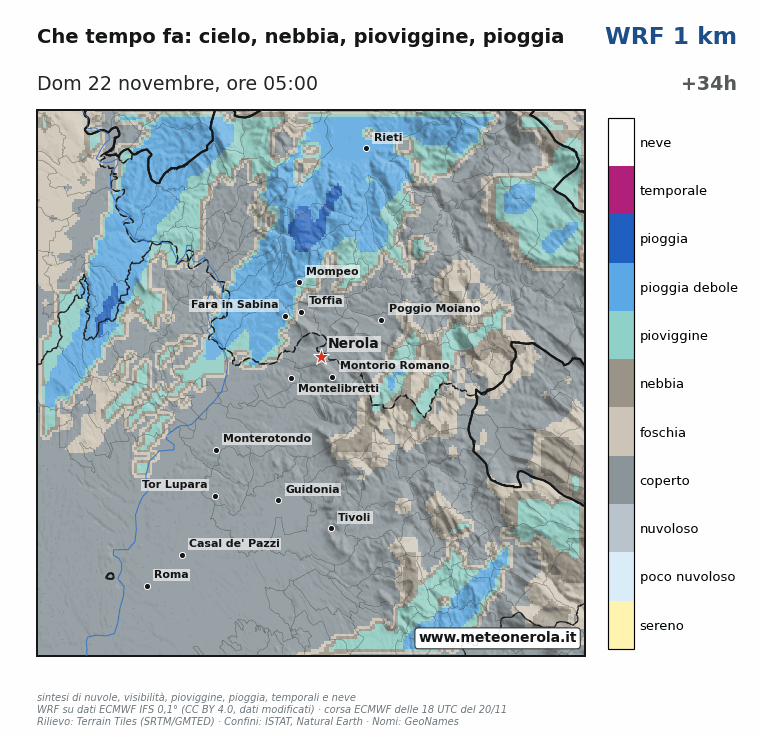 Che tempo fa: cielo, nebbia, pioviggine, pioggia
WRF 1 km
Dom 22 novembre, ore 05:00
+34h
Rieti
Mompeo
Fara in Sabina
Toffia
Poggio Moiano
Nerola
Montorio Romano
Montelibretti
Monterotondo
Tor Lupara
Guidonia
Tivoli
Casal de' Pazzi
Roma
www.meteonerola.it
neve
temporale
pioggia
pioggia debole
pioviggine
nebbia
foschia
coperto
nuvoloso
poco nuvoloso
sereno
sintesi di nuvole, visibilità, pioviggine, pioggia, temporali e neve
WRF su dati ECMWF IFS 0,1° (CC BY 4.0, dati modificati) · corsa ECMWF delle 18 UTC del 20/11
Rilievo: Terrain Tiles (SRTM/GMTED) · Confini: ISTAT, Natural Earth · Nomi: GeoNames